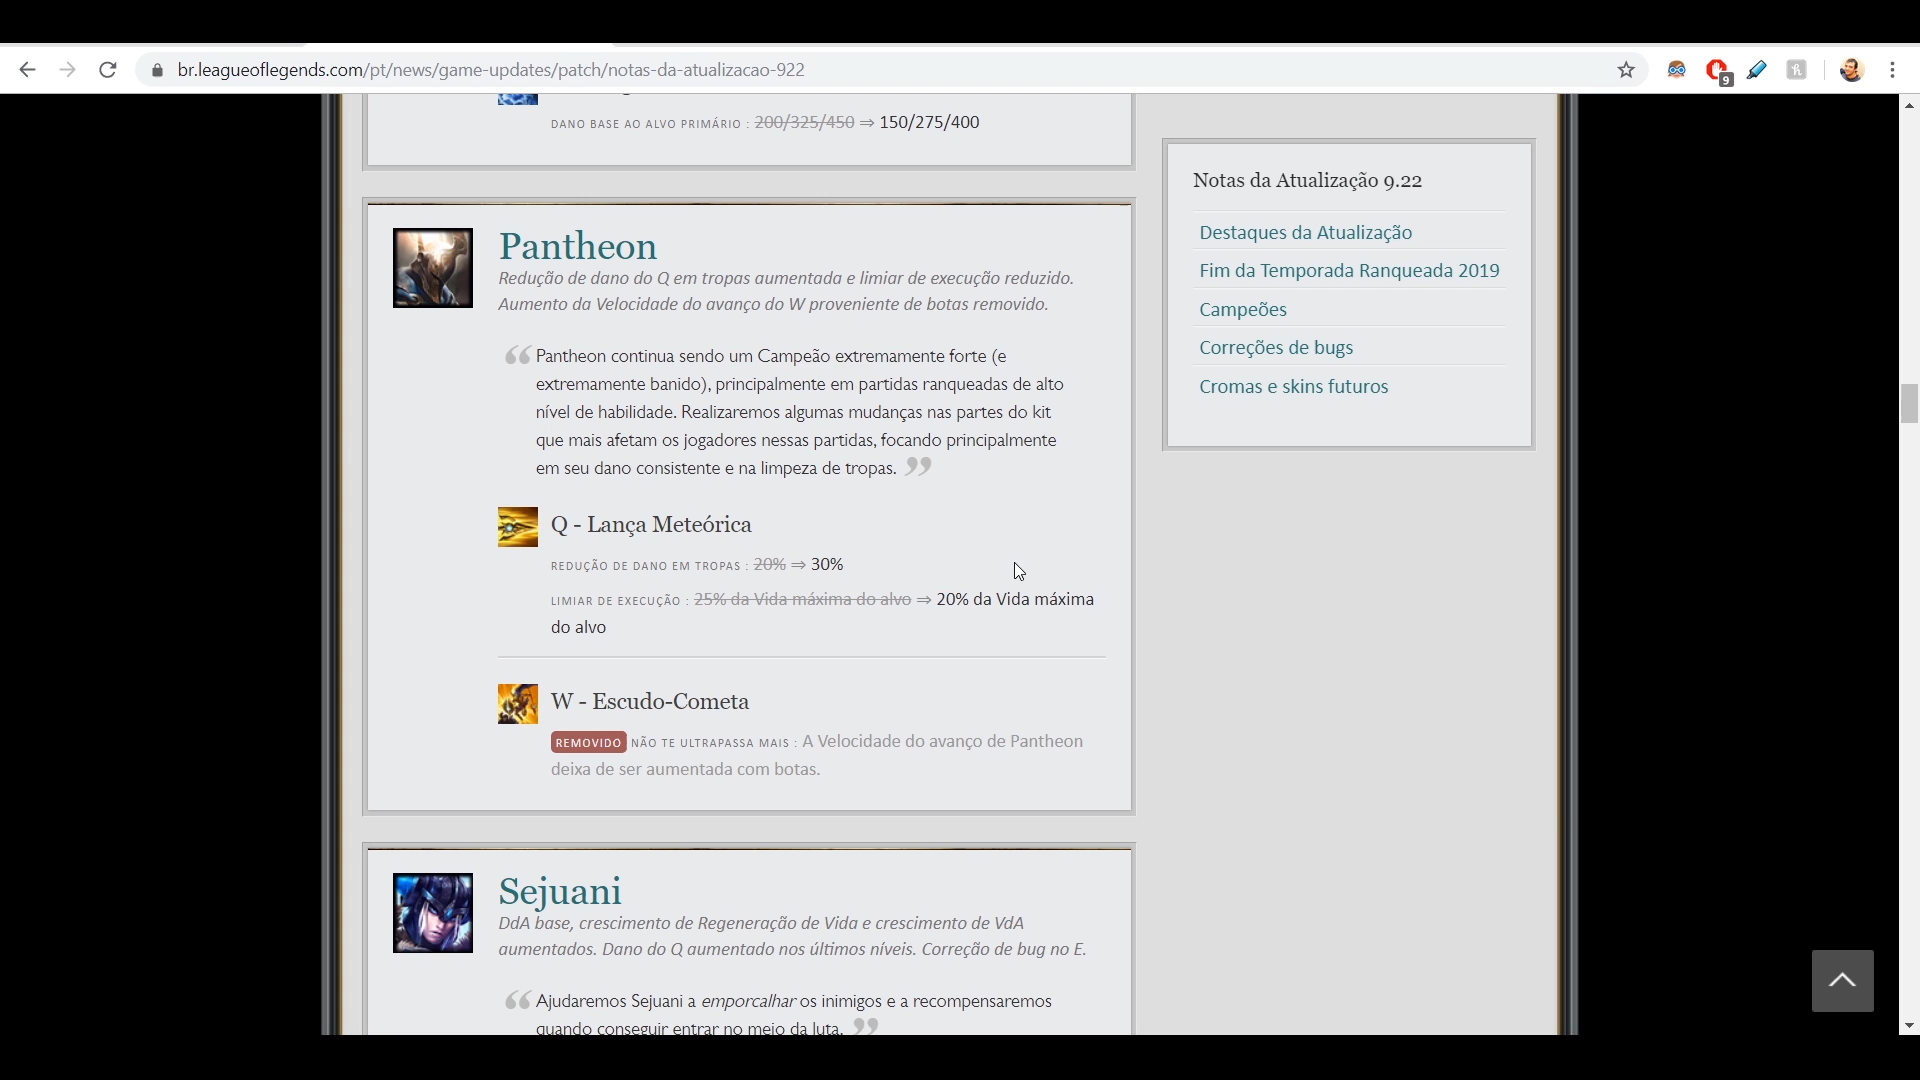 br.leagueoflegends.com/pt/news/game-updates/patch/notas-da-atualizacao-922
9
DANO BASE AO ALVO PRIMÁRIO : 200/325/450 ⇒ 150/275/400
Pantheon
Redução de dano do Q em tropas aumentada e limiar de execução reduzido.
Aumento da Velocidade do avanço do W proveniente de botas removido.
“Pantheon continua sendo um Campeão extremamente forte (e
extremamente banido), principalmente em partidas ranqueadas de alto
nível de habilidade. Realizaremos algumas mudanças nas partes do kit
que mais afetam os jogadores nessas partidas, focando principalmente
em seu dano consistente e na limpeza de tropas. ”
Q - Lança Meteórica
REDUÇÃO DE DANO EM TROPAS : 20% ⇒ 30%
LIMIAR DE EXECUÇÃO : 25% da Vida máxima do alvo ⇒ 20% da Vida máxima
do alvo
W - Escudo-Cometa
REMOVIDO NÃO TE ULTRAPASSA MAIS : A Velocidade do avanço de Pantheon
deixa de ser aumentada com botas.
Sejuani
DdA base, crescimento de Regeneração de Vida e crescimento de VdA
aumentados. Dano do Q aumentado nos últimos níveis. Correção de bug no E.
“Ajudaremos Sejuani a emporcalhar os inimigos e a recompensaremos
quando conseguir entrar no meio da luta. ”
Notas da Atualização 9.22
Destaques da Atualização
Fim da Temporada Ranqueada 2019
Campeões
Correções de bugs
Cromas e skins futuros